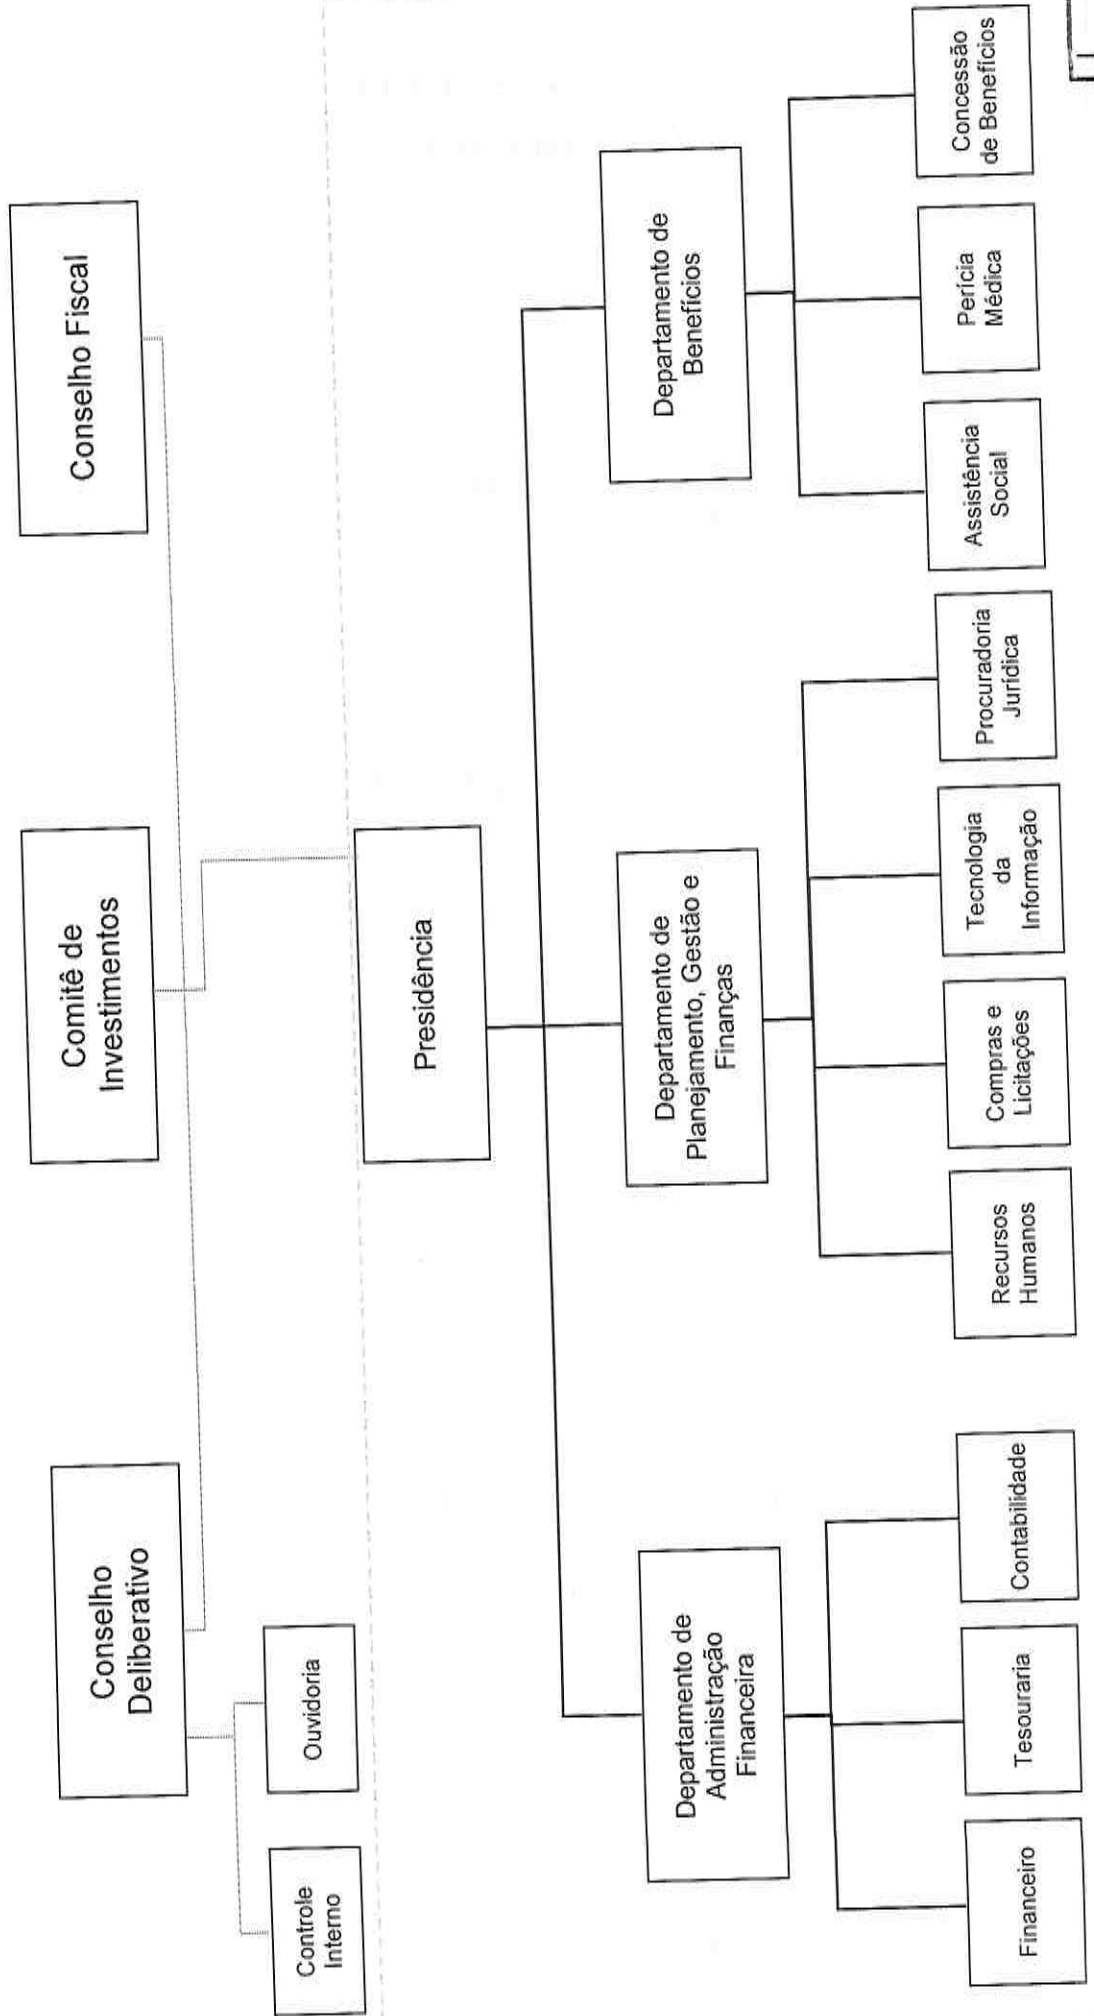 Conselho
Deliberativo
Comitê de
Investimentos
Conselho Fiscal
Controle
Interno
Ouvidoria
Presidência
Departamento de
Administração
Financeira
Departamento de
Planejamento, Gestão e
Finanças
Departamento de
Benefícios
Financeiro
Tesouraria
Contabilidade
Recursos
Humanos
Compras e
Licitações
Tecnologia
da
Informação
Procuradoria
Jurídica
Assistência
Social
Perícia
Médica
Concessão
de Benefícios